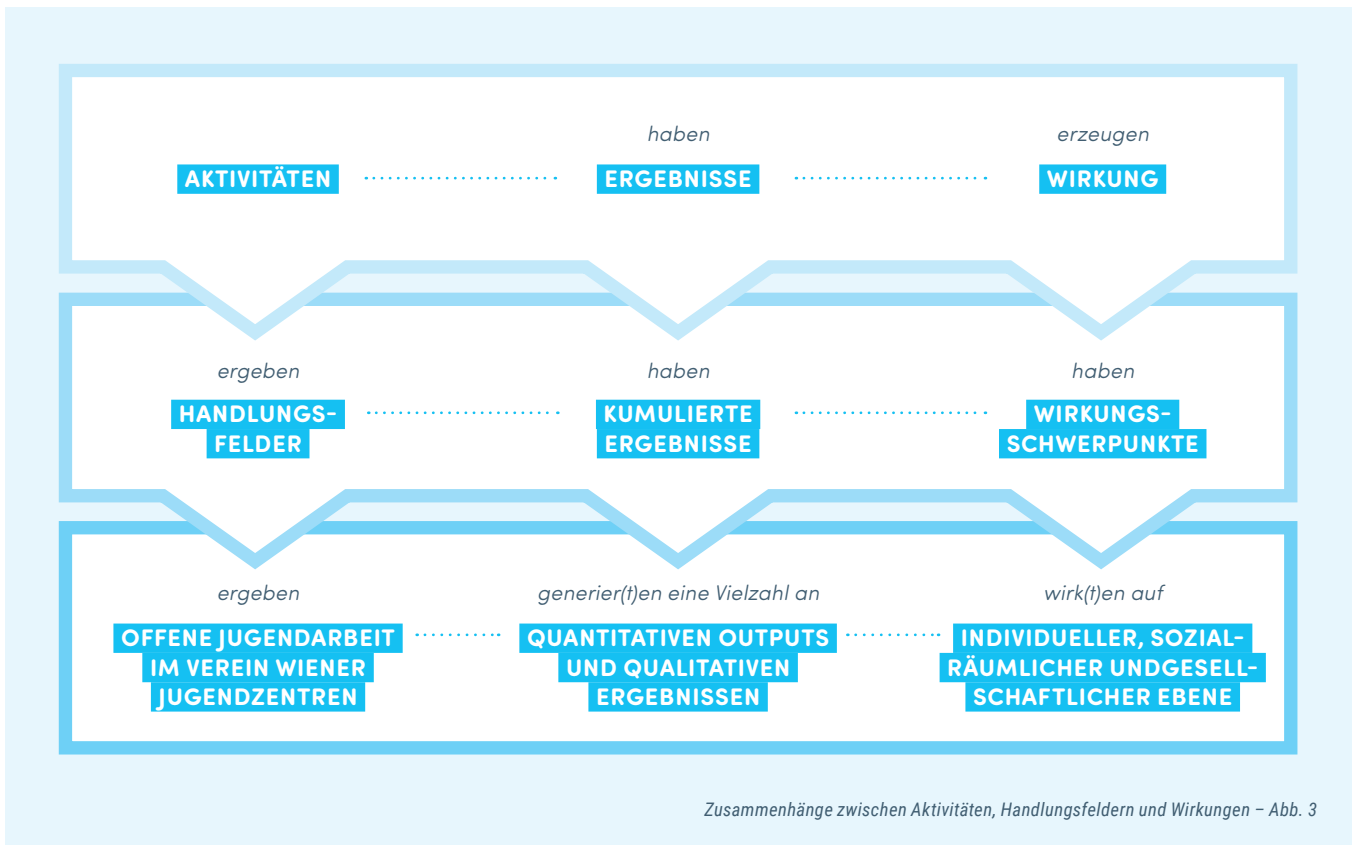 haben
erzeugen
AKTIVITÄTEN
ERGEBNISSE
WIRKUNG
ergeben
haben
haben
HANDLUNGS-
FELDER
KUMULIERTE
ERGEBNISSE
WIRKUNGS-
SCHWERPUNKTE
ergeben
generier(t)en eine Vielzahl an
wirk(t)en auf
OFFENE JUGENDARBEIT
IM VEREIN WIENER
JUGENDZENTREN
QUANTITATIVEN OUTPUTS
UND QUALITATIVEN
ERGEBNISSEN
INDIVIDUELLER, SOZIAL-
RÄUMLICHER UNDGESELL-
SCHAFTLICHER EBENE
Zusammenhänge zwischen Aktivitäten, Handlungsfeldern und Wirkungen – Abb. 3